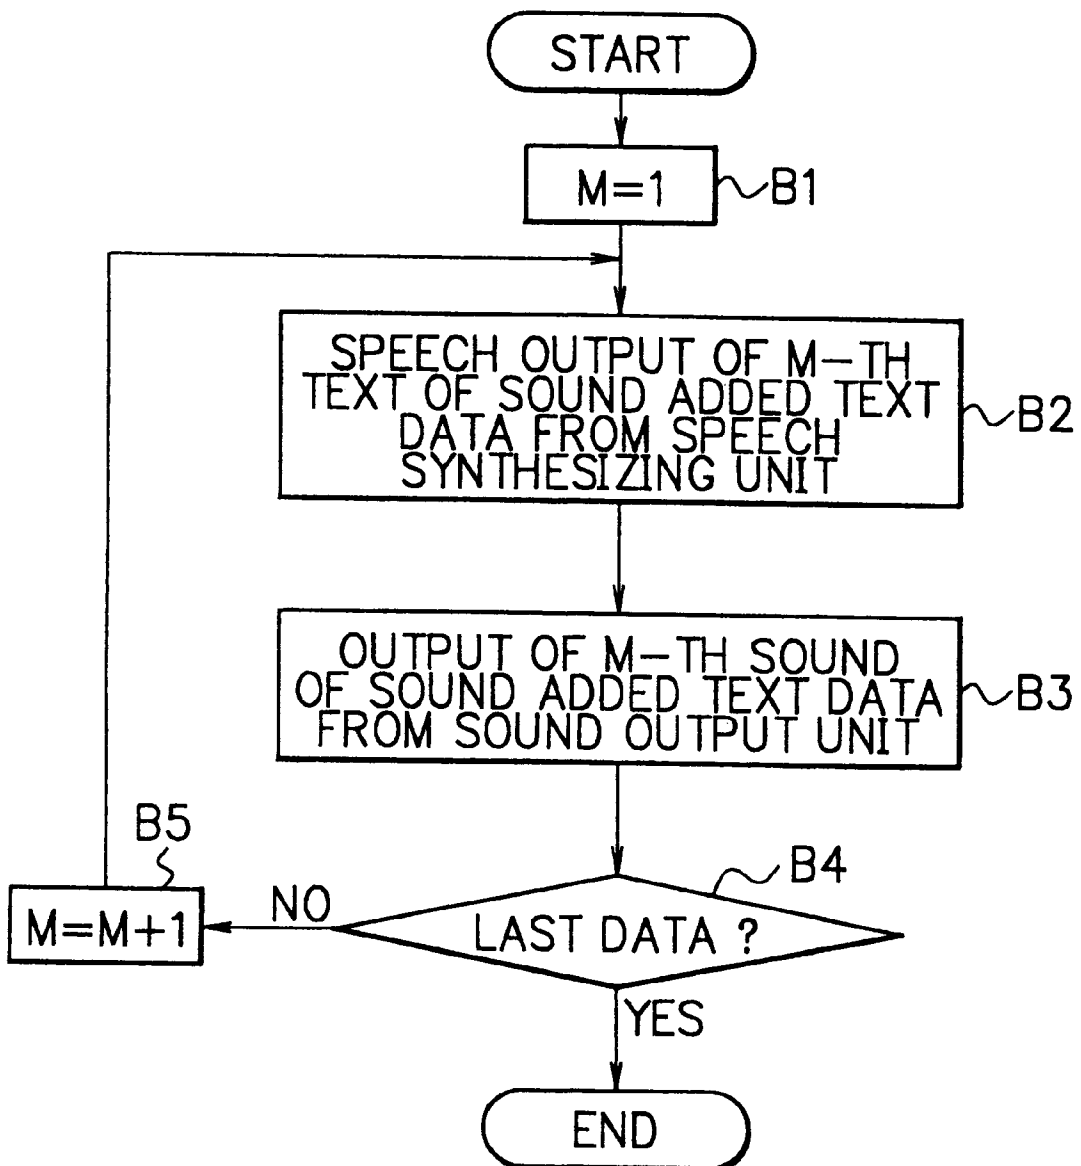 START
M=1
B1
SPEECH OUTPUT OF M-TH
TEXT OF SOUND ADDED TEXT
DATA FROM SPEECH
SYNTHESIZING UNIT
B2
OUTPUT OF M-TH SOUND
OF SOUND ADDED TEXT DATA
FROM SOUND OUTPUT UNIT
B3
B4
LAST DATA ?
NO
B5
M=M+1
YES
END